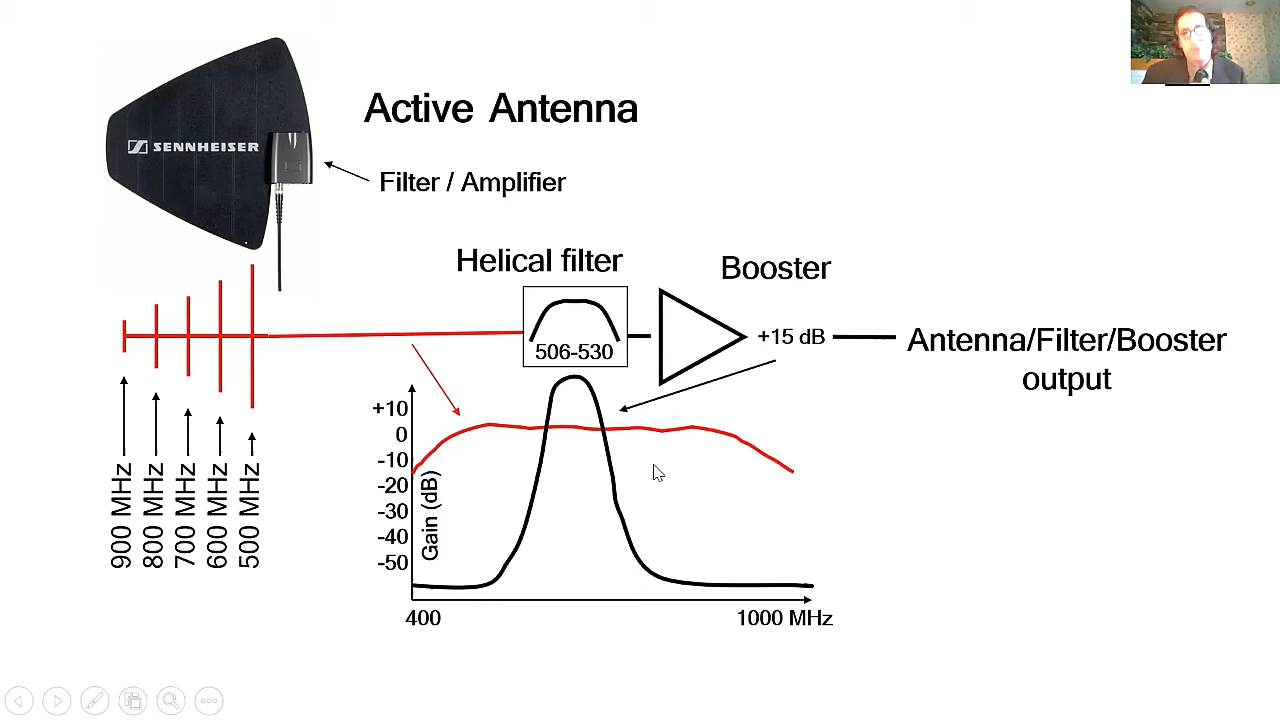 Active Antenna
SENNHEISER
Filter / Amplifier
Helical filter
Booster
506-530
+15 dB
Antenna/Filter/Booster
output
+10
0
-10
-20
-30
-40
-50
Gain (dB)
400
1000 MHz
900 MHz
800 MHz
700 MHz
600 MHz
500 MHz